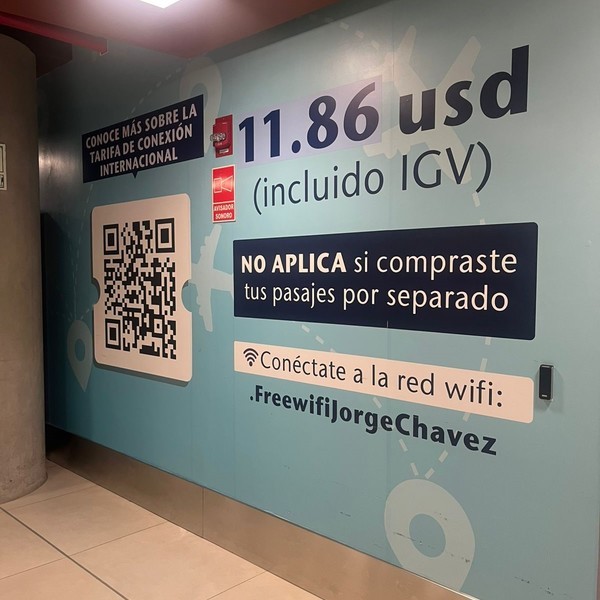 CONOCE MÁS SOBRE LA
TARIFA DE CONEXIÓN
INTERNACIONAL
11.86 usd
(incluido IGV)
AVISADOR
SONORO
NO APLICA si compraste
tus pasajes por separado
Conéctate a la red wifi:
.FreewifiJorgeChavez